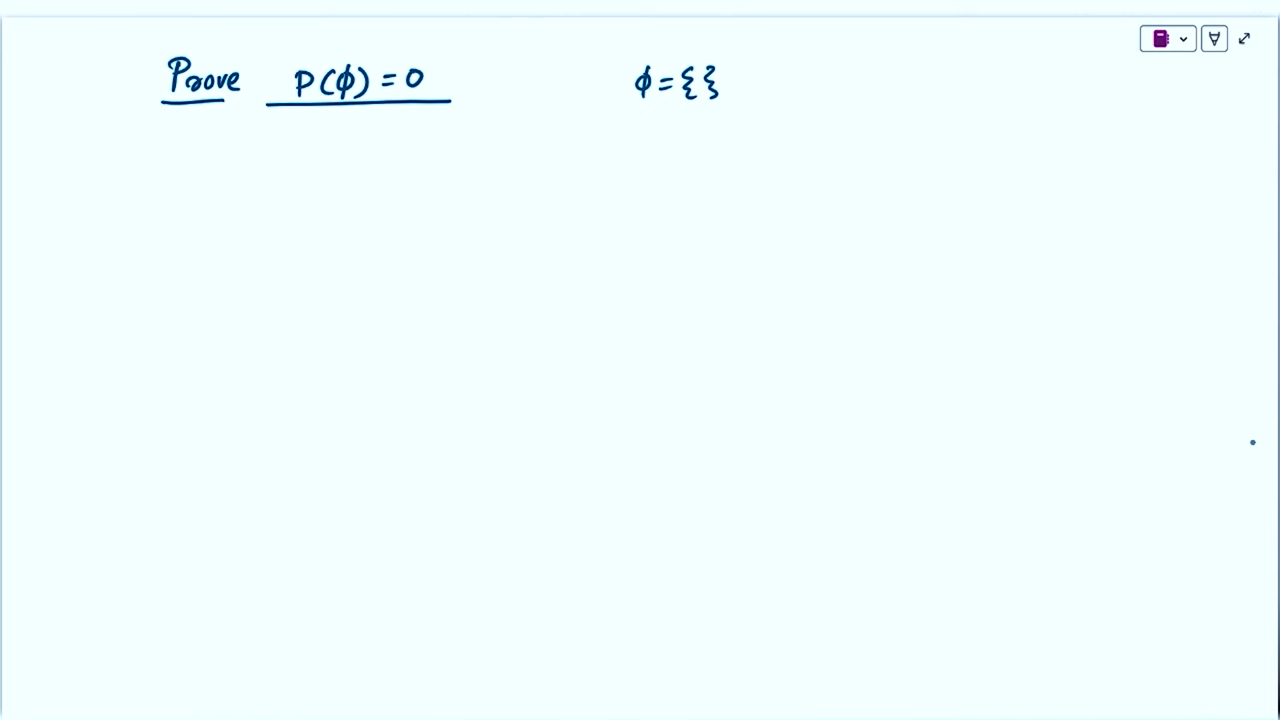 Prove P(ϕ) = 0 ϕ = { }